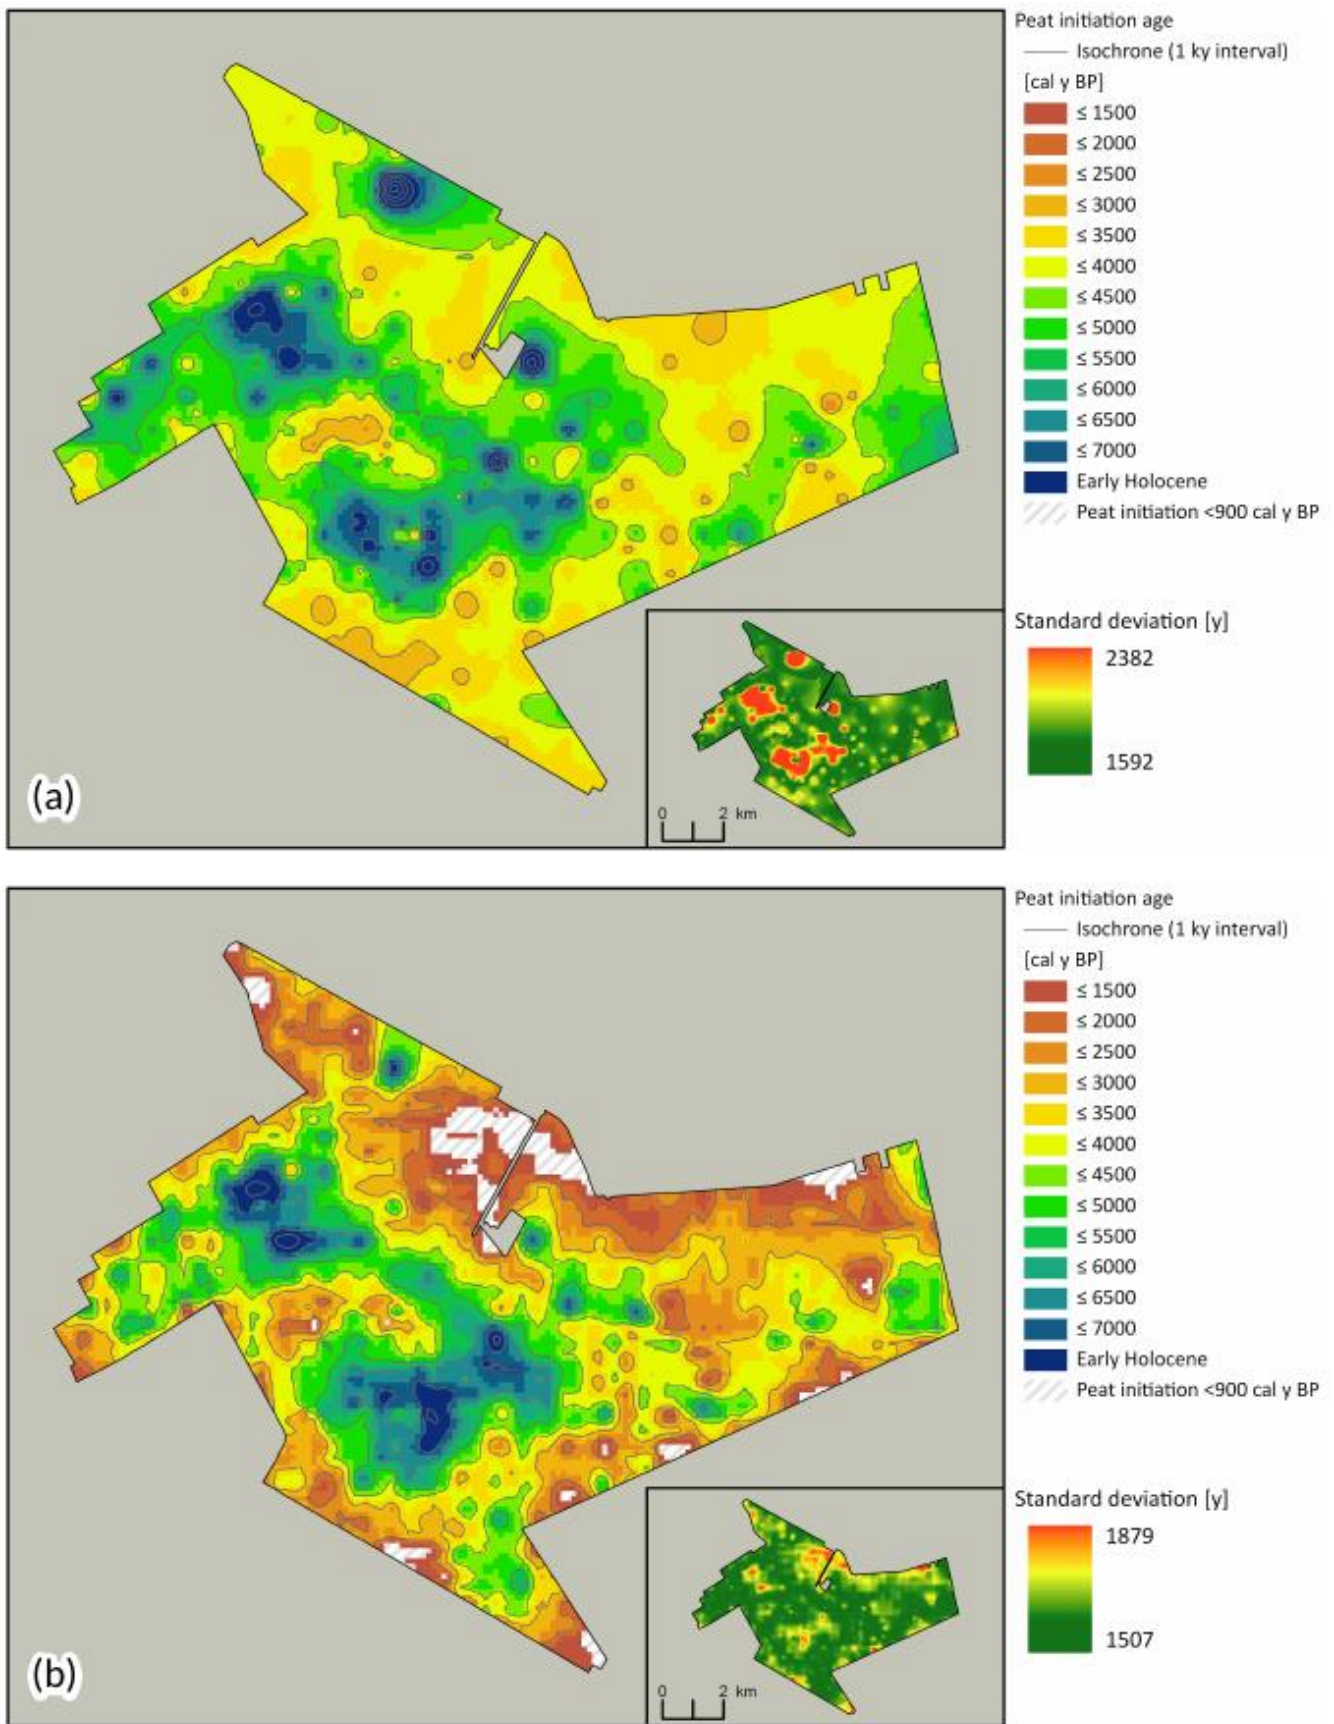 Peat initiation age
Isochrone (1 ky interval)
[cal y BP]
≤ 1500
≤ 2000
≤ 2500
≤ 3000
≤ 3500
≤ 4000
≤ 4500
≤ 5000
≤ 5500
≤ 6000
≤ 6500
≤ 7000
Early Holocene
Peat initiation <900 cal y BP
Standard deviation [y]
2382
1592
0 2 km
(a)
Peat initiation age
Isochrone (1 ky interval)
[cal y BP]
≤ 1500
≤ 2000
≤ 2500
≤ 3000
≤ 3500
≤ 4000
≤ 4500
≤ 5000
≤ 5500
≤ 6000
≤ 6500
≤ 7000
Early Holocene
Peat initiation <900 cal y BP
Standard deviation [y]
1879
1507
0 2 km
(b)